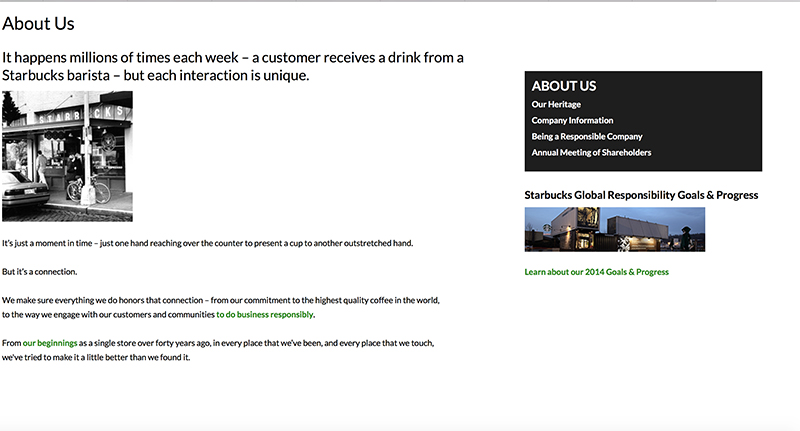 About Us
It happens millions of times each week – a customer receives a drink from a
Starbucks barista – but each interaction is unique.
STARBUCKS
It's just a moment in time – just one hand reaching over the counter to present a cup to another outstretched hand.
But it's a connection.
We make sure everything we do honors that connection – from our commitment to the highest quality coffee in the world,
to the way we engage with our customers and communities to do business responsibly.
From our beginnings as a single store over forty years ago, in every place that we've been, and every place that we touch,
we've tried to make it a little better than we found it.
ABOUT US
Our Heritage
Company Information
Being a Responsible Company
Annual Meeting of Shareholders
Starbucks Global Responsibility Goals & Progress
Learn about our 2014 Goals & Progress